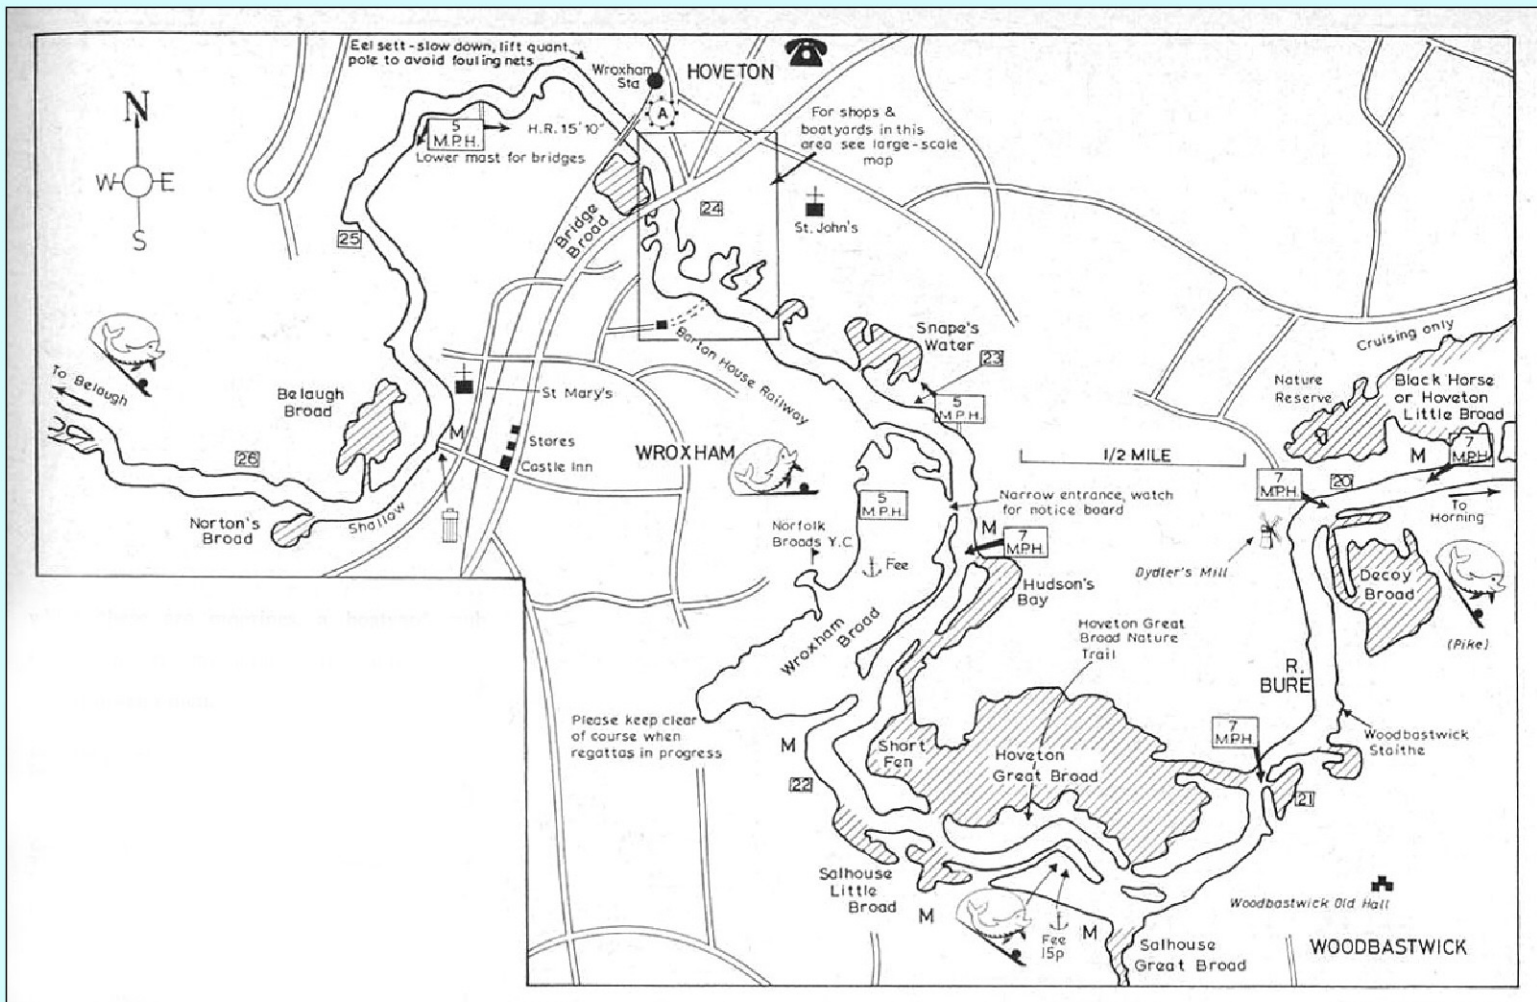 Eel sett-slow down, lift quant
pole to avoid fouling nets.
Wroxham
Sta
HOVETON
A
N
W
E
S
5
M.P.H.
H.R. 15'10"
Lower mast for bridges
For shops &
boatyards in this
area see large-scale
map
Bridge
Broad
24
St. John's
25
Snape's
Water
23
Cruising only
Barton House Railway
To Belaugh
Belaugh
Broad
St Mary's
M
Stores
Castle Inn
WROXHAM
5
M.P.H.
Nature
Reserve
Black Horse
or Hoveton
Little Broad
1/2 MILE
M
7
M.P.H.
26
Norton's
Broad
Shallow
5
M.P.H.
Narrow entrance, watch
for notice board
7
M.P.H.
20
To
Horning
Norfolk
Broads Y.C.
Fee
M
7
M.P.H.
Dydler's Mill
Decoy
Broad
Hudson's
Bay
Wroxham
Broad
Hoveton Great
Broad Nature
Trail
(Pike)
R.
BURE
Please keep clear
of course when
regattas in progress
M
Short
Fen
Hoveton
Great Broad
7
M.P.H.
Woodbastwick
Staithe
22
21
Salhouse
Little
Broad
M
Fee
15p
M
Salhouse
Great Broad
Woodbastwick Old Hall
WOODBASTWICK